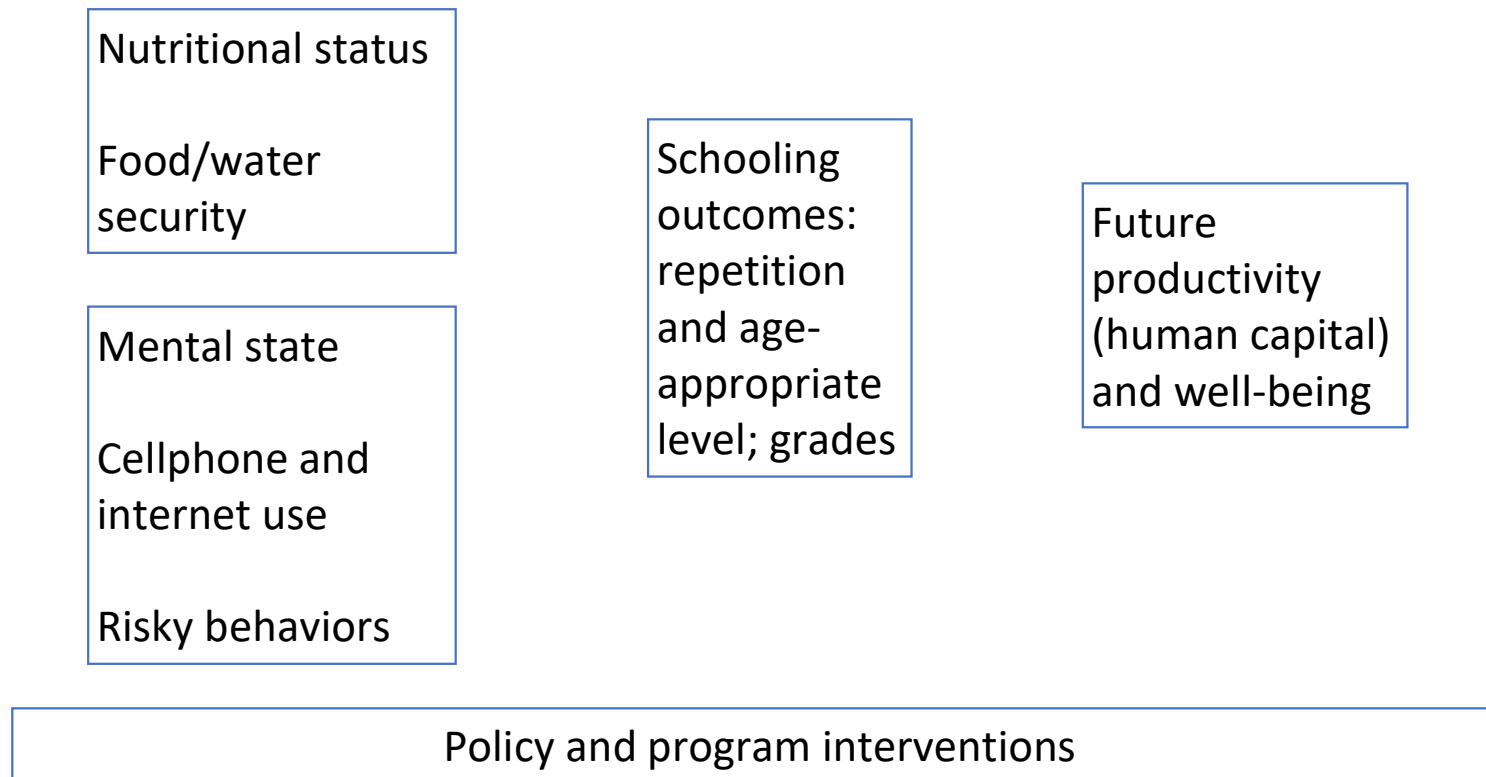 Nutritional status
Food/water
security
Mental state
Cellphone and
internet use
Risky behaviors
Schooling
outcomes:
repetition
and age-
appropriate
level; grades
Future
productivity
(human capital)
and well-being
Policy and program interventions